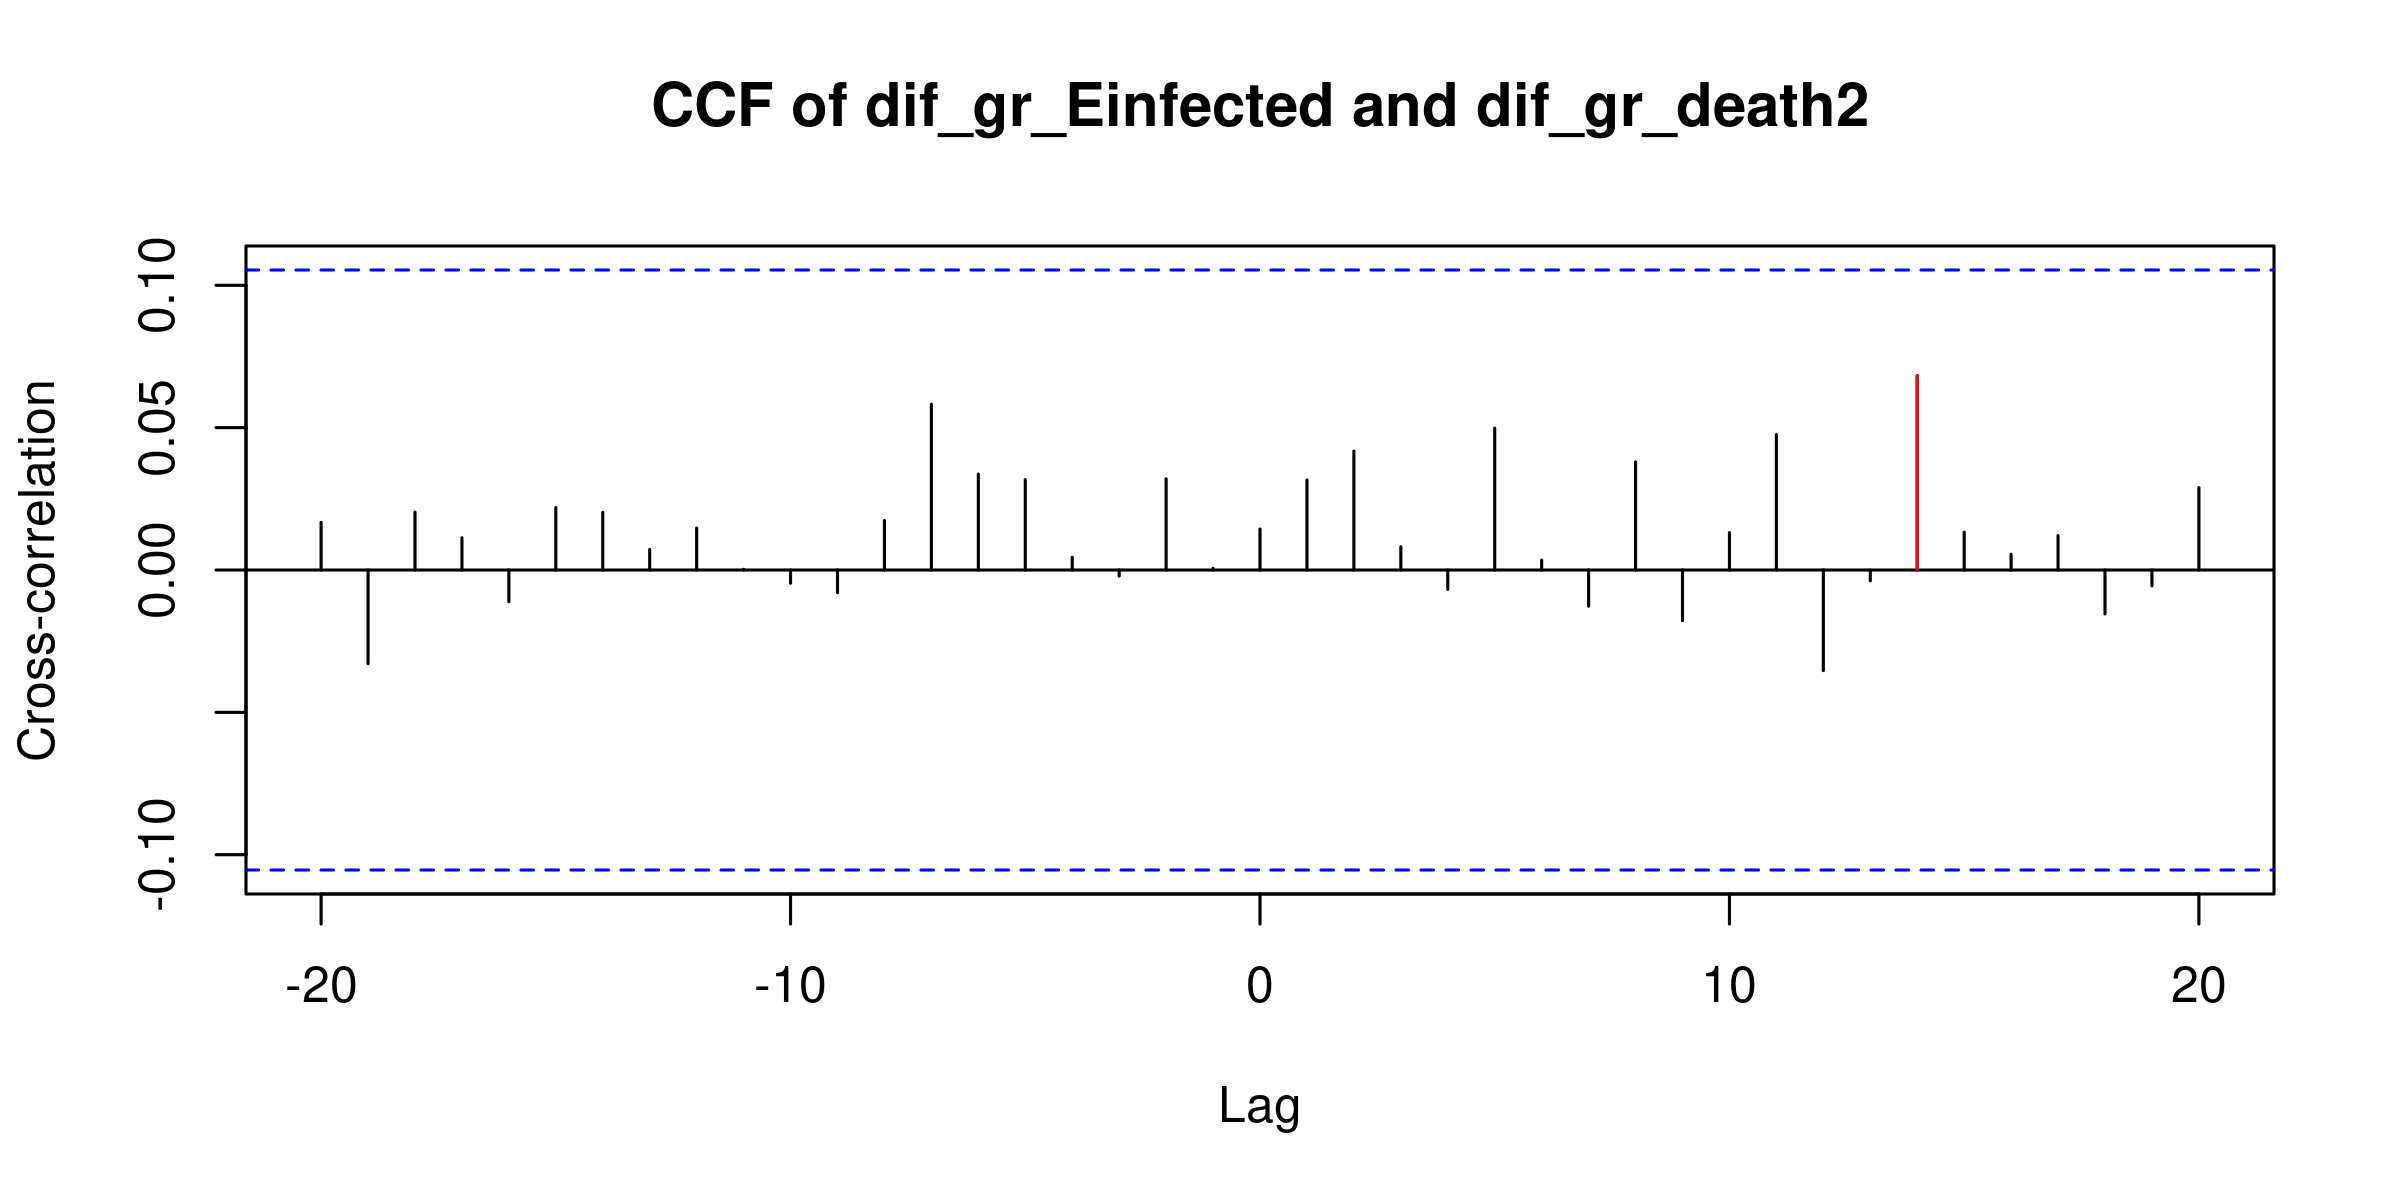 CCF of dif_gr_Einfected and dif_gr_death2
Cross-correlation
0.10
0.05
0.00
-0.10
-20 -10 0 10 20
Lag